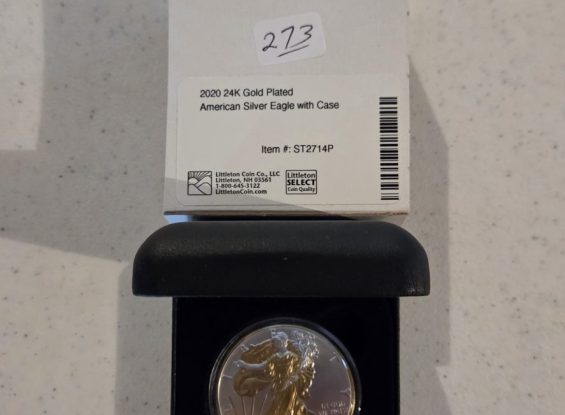 273
2020 24K Gold Plated
American Silver Eagle with Case
Item #: ST2714P
Littleton Coin Co., LLC
Littleton, NH 03561
1-800-645-3122
LittletonCoin.com
Littleton
SELECT
Coin Quality